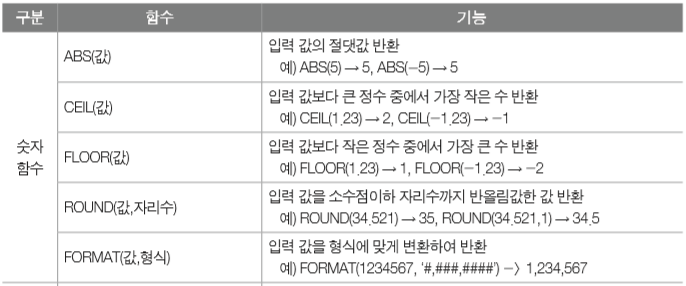 구분 함수 기능
숫자 함수
ABS(값)
입력 값의 절댓값 반환
예) ABS(5) → 5, ABS(−5) → 5
CEIL(값)
입력 값보다 큰 정수 중에서 가장 작은 수 반환
예) CEIL(1.23) → 2, CEIL(−1.23) → −1
FLOOR(값)
입력 값보다 작은 정수 중에서 가장 큰 수 반환
예) FLOOR(1.23) → 1, FLOOR(−1.23) → −2
ROUND(값,자리수)
입력 값을 소수점이하 자리수까지 반올림값한 값 반환
예) ROUND(34.521) → 35, ROUND(34.521,1) → 34.5
FORMAT(값,형식)
입력 값을 형식에 맞게 변환하여 반환
예) FORMAT(1234567, ‘#,###,####’) −> 1,234,567